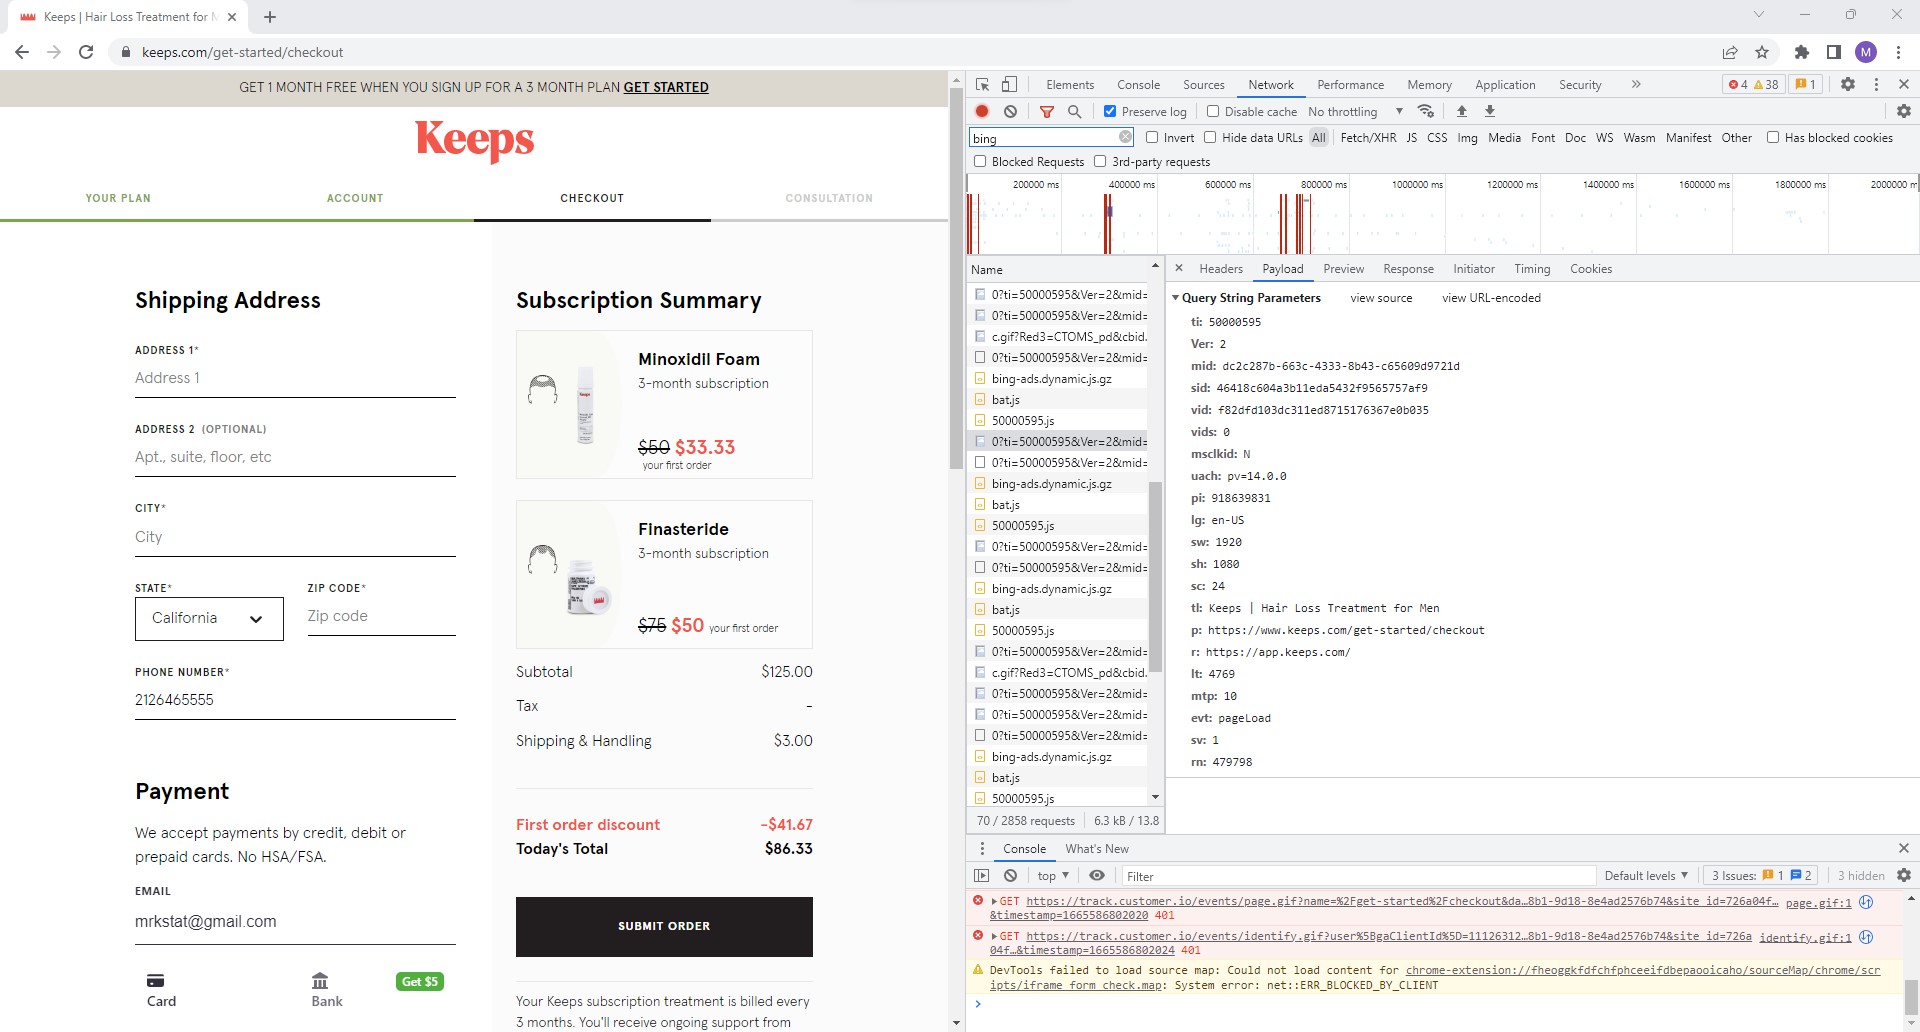 Keeps | Hair Loss Treatment for M
keeps.com/get-started/checkout
M
GET 1 MONTH FREE WHEN YOU SIGN UP FOR A 3 MONTH PLAN GET STARTED
Keeps
YOUR PLAN
ACCOUNT
CHECKOUT
CONSULTATION
Shipping Address
ADDRESS 1*
Address 1
ADDRESS 2 (OPTIONAL)
Apt., suite, floor, etc
CITY*
City
STATE*
ZIP CODE*
California
Zip code
PHONE NUMBER*
2126465555
Payment
We accept payments by credit, debit or
prepaid cards. No HSA/FSA.
EMAIL
mrkstat@gmail.com
Card
Bank
Get $5
Subscription Summary
Minoxidil Foam
3-month subscription
keeps
$50 $33.33
your first order
Finasteride
3-month subscription
$75 $50 your first order
Subtotal $125.00
Tax -
Shipping & Handling $3.00
First order discount -$41.67
Today's Total $86.33
SUBMIT ORDER
Your Keeps subscription treatment is billed every
3 months. You'll receive ongoing support from
Elements Console Sources Network Performance Memory Application Security » 4 38 1
Preserve log Disable cache No throttling
bing Invert Hide data URLs All Fetch/XHR JS CSS Img Media Font Doc WS Wasm Manifest Other Has blocked cookies
Blocked Requests 3rd-party requests
200000 ms 400000 ms 600000 ms 800000 ms 1000000 ms 1200000 ms 1400000 ms 1600000 ms 1800000 ms 2000000 m
Name
0?ti=50000595&Ver=2&mid=
0?ti=50000595&Ver=2&mid=
c.gif?Red3=CTOMS_pd&cbid.
0?ti=50000595&Ver=2&mid=
bing-ads.dynamic.js.gz
bat.js
50000595.js
0?ti=50000595&Ver=2&mid=
0?ti=50000595&Ver=2&mid=
bing-ads.dynamic.js.gz
bat.js
50000595.js
0?ti=50000595&Ver=2&mid=
0?ti=50000595&Ver=2&mid=
bing-ads.dynamic.js.gz
bat.js
50000595.js
0?ti=50000595&Ver=2&mid=
c.gif?Red3=CTOMS_pd&cbid.
0?ti=50000595&Ver=2&mid=
0?ti=50000595&Ver=2&mid=
0?ti=50000595&Ver=2&mid=
bing-ads.dynamic.js.gz
bat.js
50000595.js
70 / 2858 requests 6.3 kB / 13.8
Headers Payload Preview Response Initiator Timing Cookies
Query String Parameters view source view URL-encoded
ti: 50000595
Ver: 2
mid: dc2c287b-663c-4333-8b43-c65609d9721d
sid: 46418c604a3b11eda5432f9565757af9
vid: f82dfd103dc311ed8715176367e0b035
vids: 0
msclkid: N
uach: pv=14.0.0
pi: 918639831
lg: en-US
sw: 1920
sh: 1080
sc: 24
tl: Keeps | Hair Loss Treatment for Men
p: https://www.keeps.com/get-started/checkout
r: https://app.keeps.com/
lt: 4769
mtp: 10
evt: pageLoad
sv: 1
rn: 479798
Console What's New
top Filter Default levels 3 Issues: 1 2 3 hidden
GET https://track.customer.io/events/page.gif?name=%2Fget-started%2Fcheckout&da…8b1-9d18-8e4ad2576b74&site_id=726a04f… page.gif:1
&timestamp=1665586802020 401
GET https://track.customer.io/events/identify.gif?user%5BgaClientId%5D=11126312…8b1-9d18-8e4ad2576b74&site_id=726a identify.gif:1
04f…&timestamp=1665586802024 401
DevTools failed to load source map: Could not load content for chrome-extension://fheoggkfdfchfphceeifdbepaooicaho/sourceMap/chrome/scr
ipts/iframe_form_check.map: System error: net::ERR_BLOCKED_BY_CLIENT